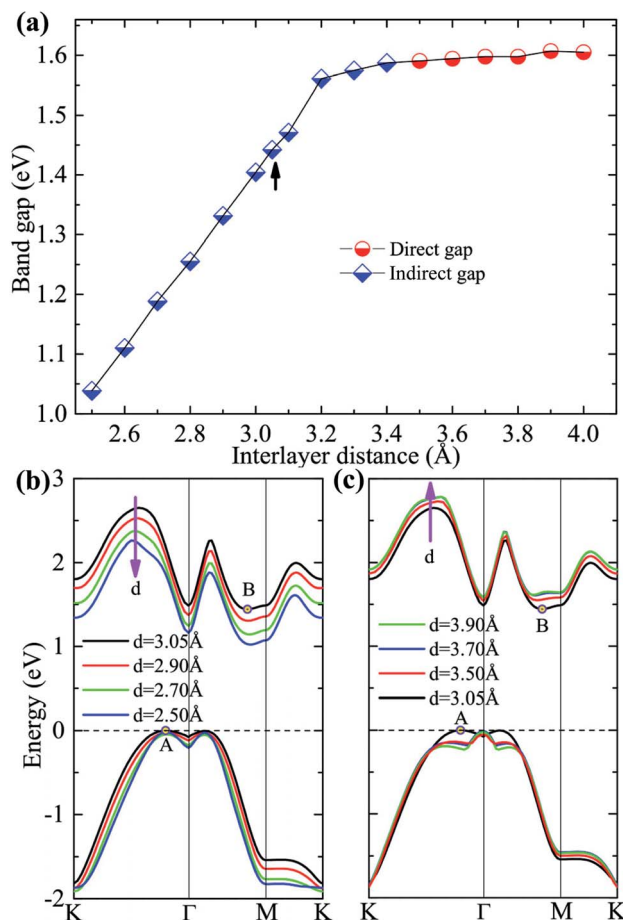 (a)
1.6
1.5
1.4
1.3
1.2
1.1
1.0
Band gap (eV)
Direct gap
Indirect gap
2.6 2.8 3.0 3.2 3.4 3.6 3.8 4.0
Interlayer distance (Å)
(b)
(c)
3
2
1
0
-1
-2
Energy (eV)
d
B
d=3.05Å
d=2.90Å
d=2.70Å
d=2.50Å
A
K Γ M K
d
B
d=3.90Å
d=3.70Å
d=3.50Å
d=3.05Å
A
K Γ M K